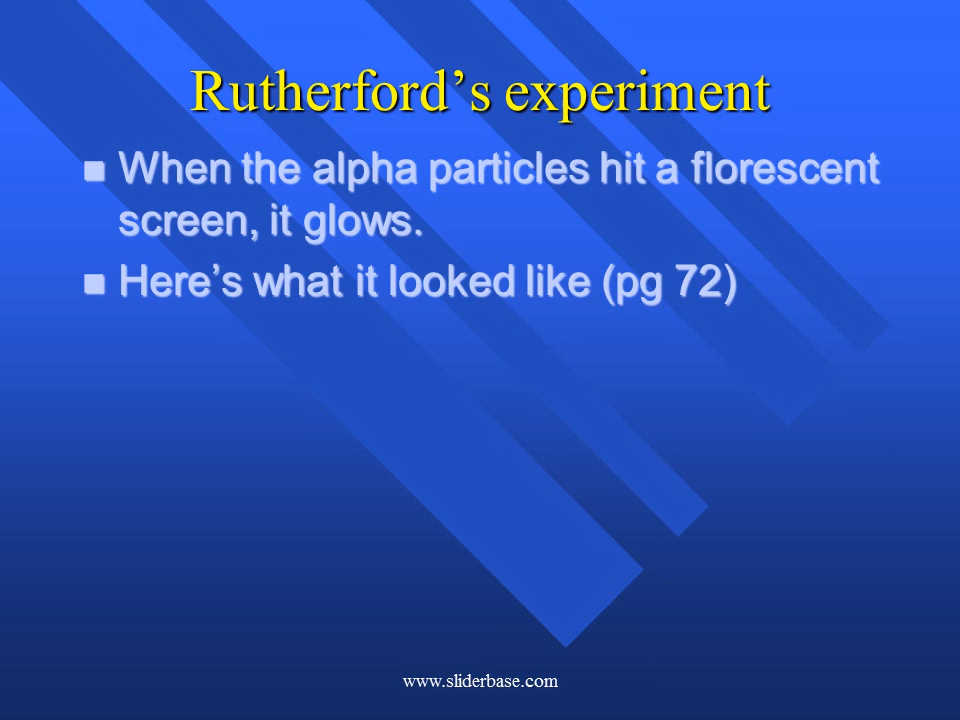 Rutherford’s experiment
When the alpha particles hit a florescent
screen, it glows.
Here’s what it looked like (pg 72)
www.sliderbase.com